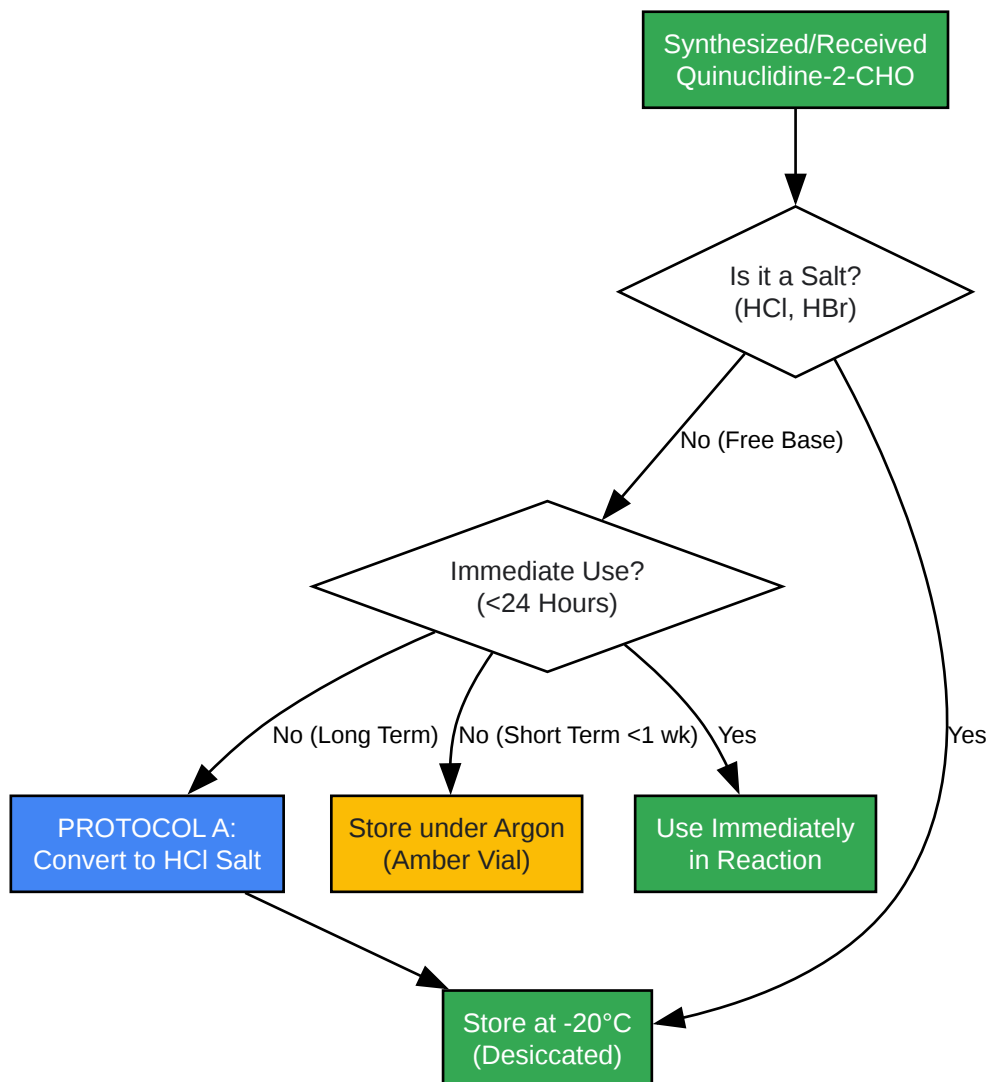 Synthesized/Received
Quinuclidine-2-CHO
Is it a Salt?
(HCl, HBr)
No (Free Base)
Immediate Use?
(<24 Hours)
No (Long Term)
No (Short Term <1 wk)
Yes
Yes
PROTOCOL A:
Convert to HCl Salt
Store under Argon
(Amber Vial)
Use Immediately
in Reaction
Store at -20°C
(Desiccated)